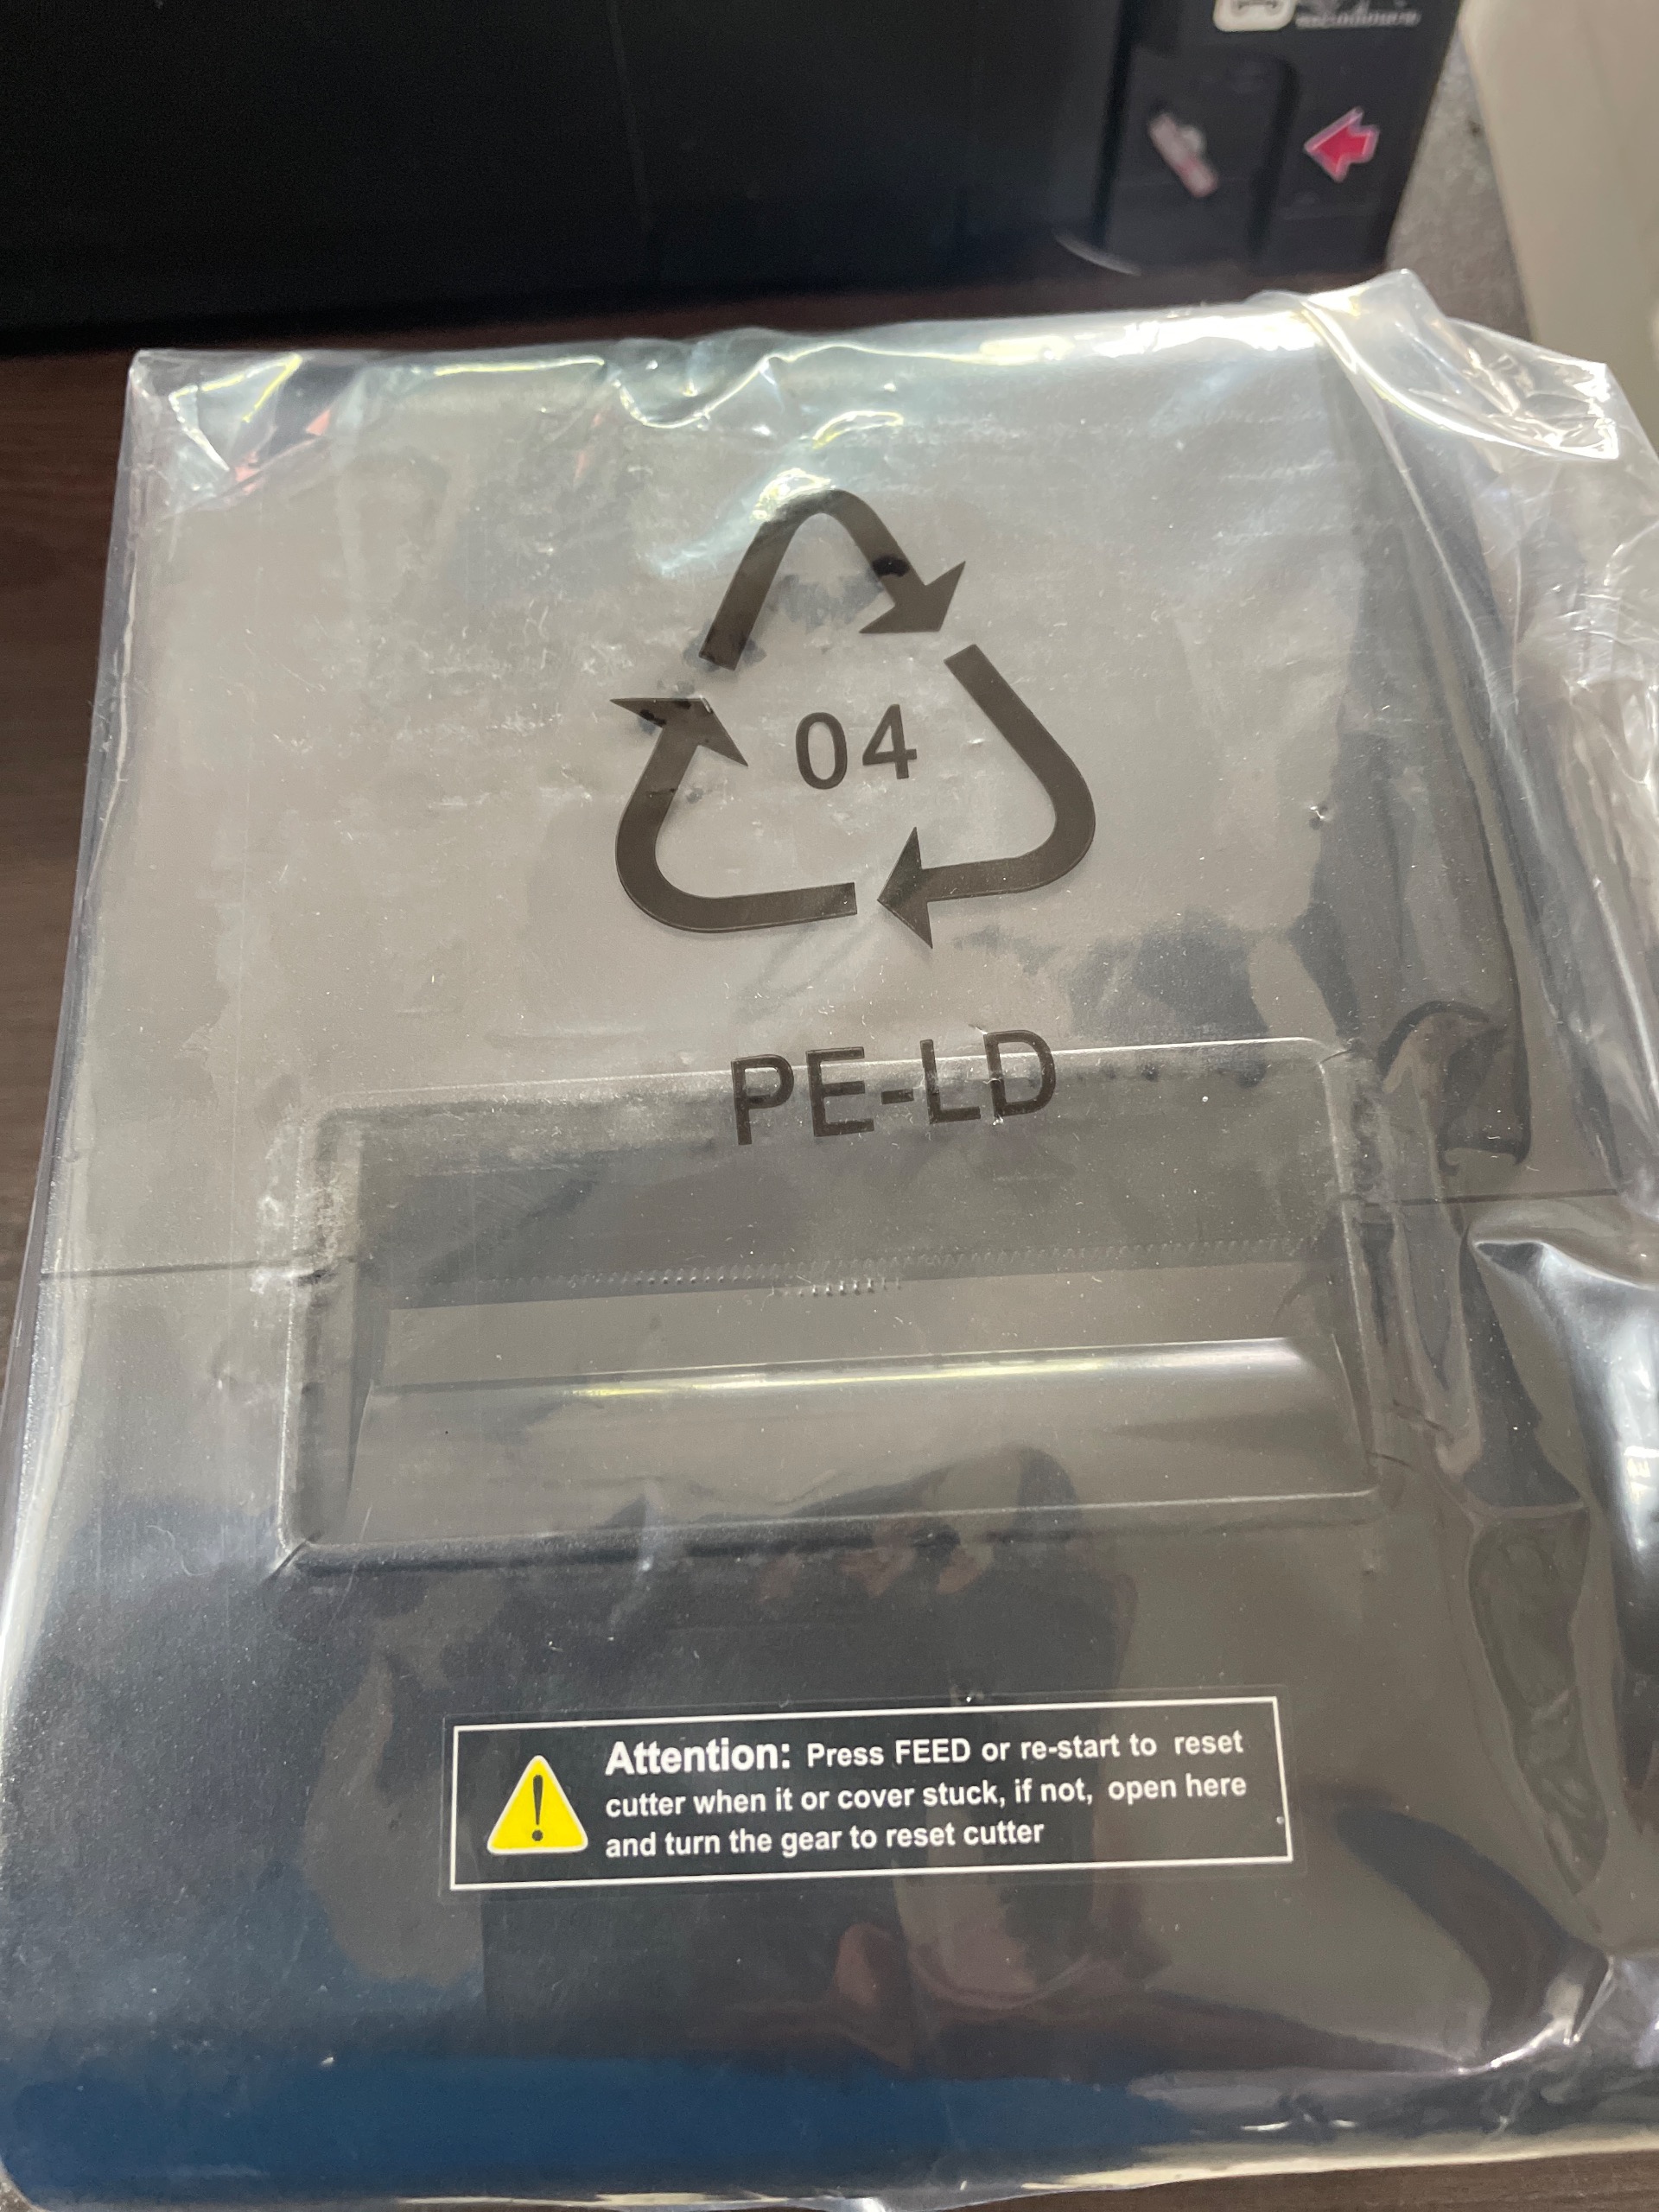 04
PE-LD
Attention: Press FEED or re-start to reset
cutter when it or cover stuck, if not, open here
and turn the gear to reset cutter